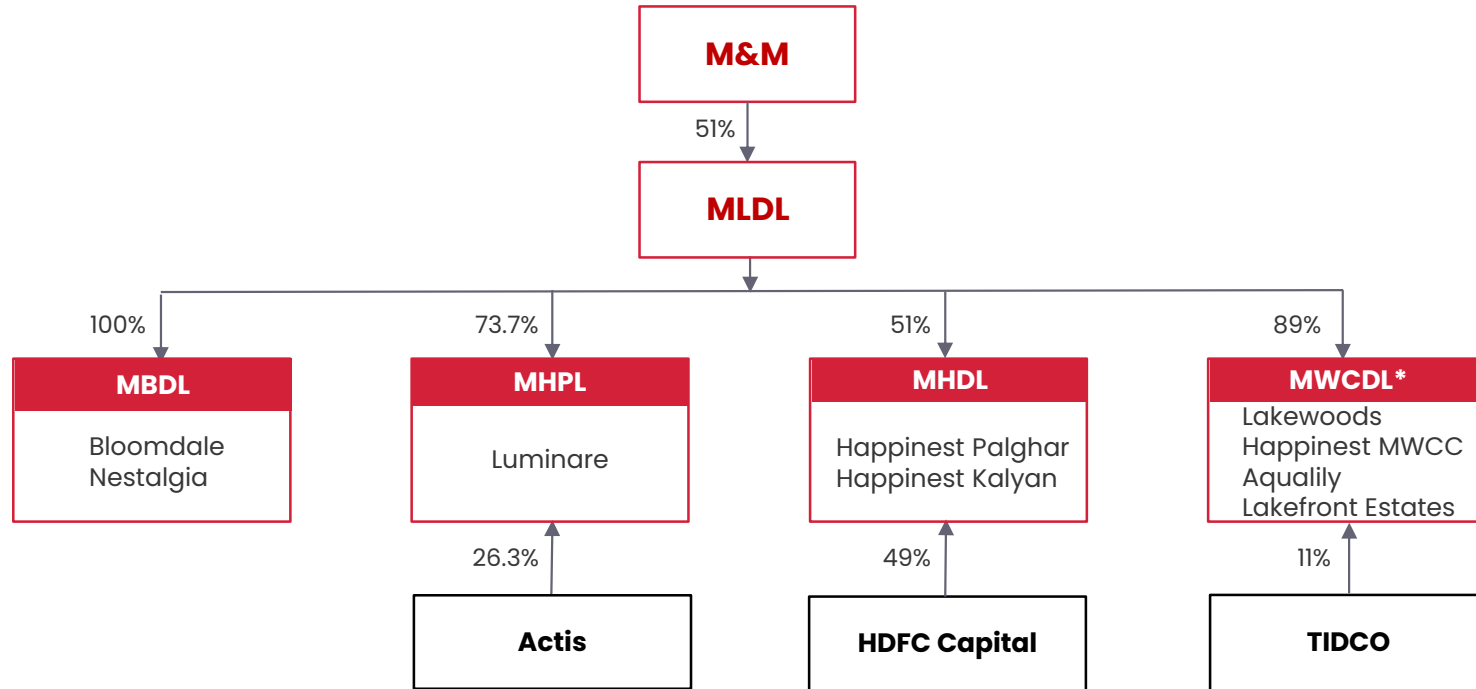 M&M
51%
MLDL
100%
73.7%
51%
89%
MBDL
Bloomdale
Nestalgia
MHPL
Luminare
MHDL
Happinest Palghar
Happinest Kalyan
MWCDL*
Lakewoods
Happinest MWCC
Aqualily
Lakefront Estates
26.3%
49%
11%
Actis
HDFC Capital
TIDCO